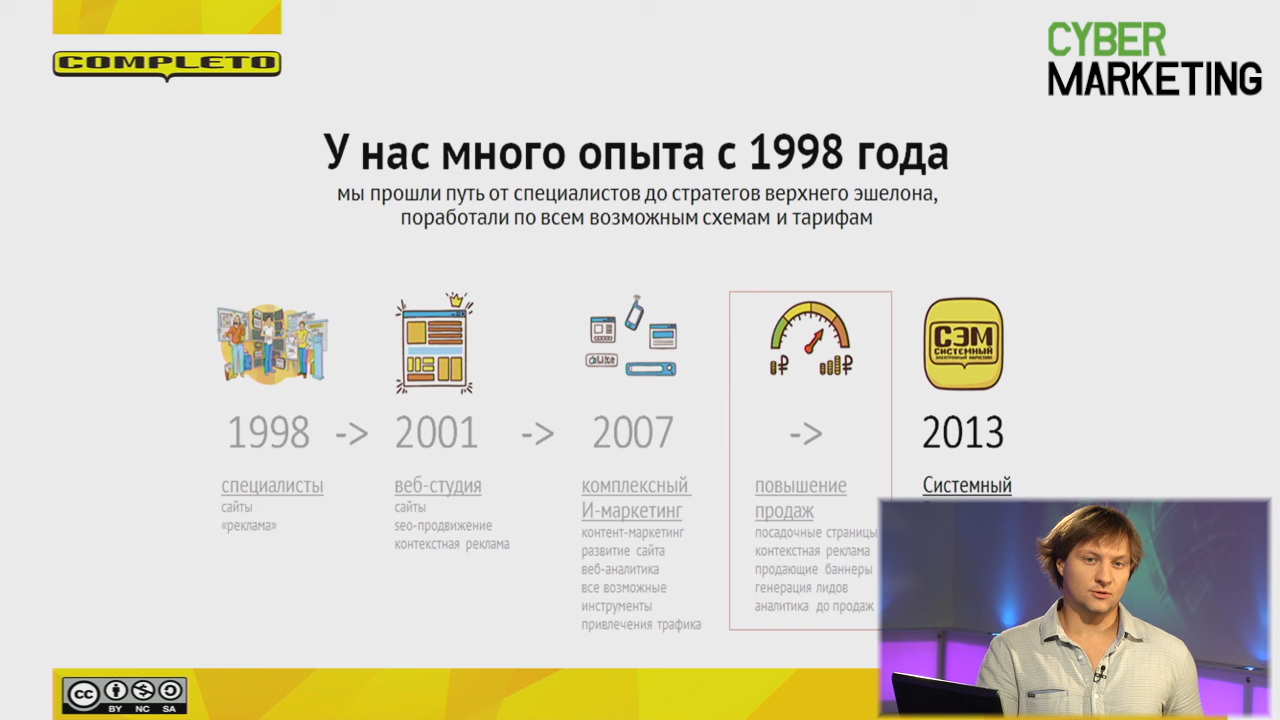 COMPLETO
CYBER
MARKETING
У нас много опыта с 1998 года
мы прошли путь от специалистов до стратегов верхнего эшелона,
поработали по всем возможным схемам и тарифам
СЭМ
СИСТЕМНЫЙ
ЭЛЕКТРОННЫЙ МАРКЕТИНГ
1998 -> 2001 -> 2007 -> 2013
специалисты
сайты
«реклама»
веб-студия
сайты
seo-продвижение
контекстная реклама
комплексный
И-маркетинг
контент-маркетинг
развитие сайта
веб-аналитика
все возможные
инструменты
привлечения трафика
повышение
продаж
посадочные страницы
контекстная реклама
продающие баннеры
генерация лидов
аналитика до продаж
Системный
cc
BY NC SA